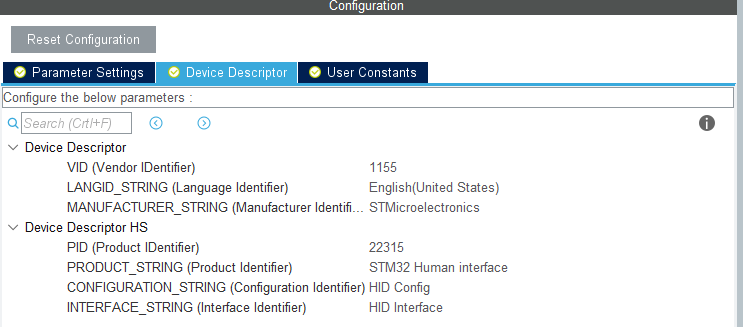 Configuration
Reset Configuration
Parameter Settings Device Descriptor User Constants
Configure the below parameters :
Search (CrtI+F)
Device Descriptor
VID (Vendor IDentifier) 1155
LANGID_STRING (Language Identifier) English(United States)
MANUFACTURER_STRING (Manufacturer Identifi... STMicroelectronics
Device Descriptor HS
PID (Product IDentifier) 22315
PRODUCT_STRING (Product Identifier) STM32 Human interface
CONFIGURATION_STRING (Configuration Identifier) HID Config
INTERFACE_STRING (Interface Identifier) HID Interface